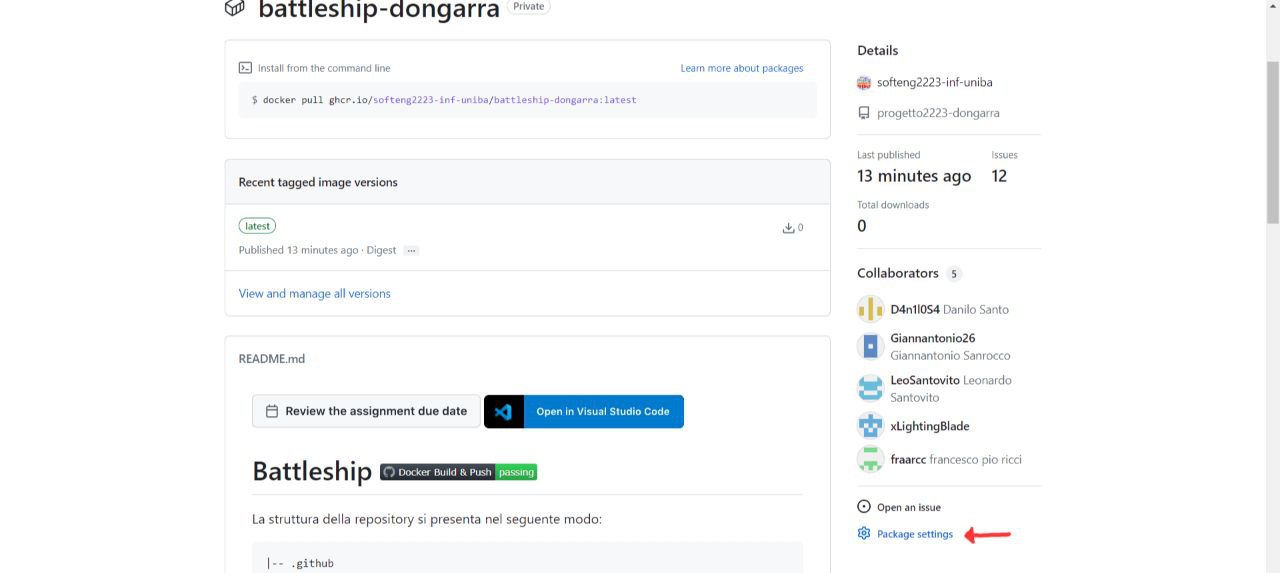 battleship-dongarra Private
Install from the command line
Learn more about packages
$ docker pull ghcr.io/softeng2223-inf-uniba/battleship-dongarra:latest
Recent tagged image versions
latest
0
Published 13 minutes ago · Digest ...
View and manage all versions
README.md
Review the assignment due date
Open in Visual Studio Code
Battleship Docker Build & Push passing
La struttura della repository si presenta nel seguente modo:
|-- .github
Details
softeng2223-inf-uniba
progetto2223-dongarra
Last published
Issues
13 minutes ago
12
Total downloads
0
Collaborators 5
D4n1l0S4 Danilo Santo
Giannantonio26
Giannantonio Sanrocco
LeoSantovito Leonardo
Santovito
xLightingBlade
fraarcc francesco pio ricci
Open an issue
Package settings